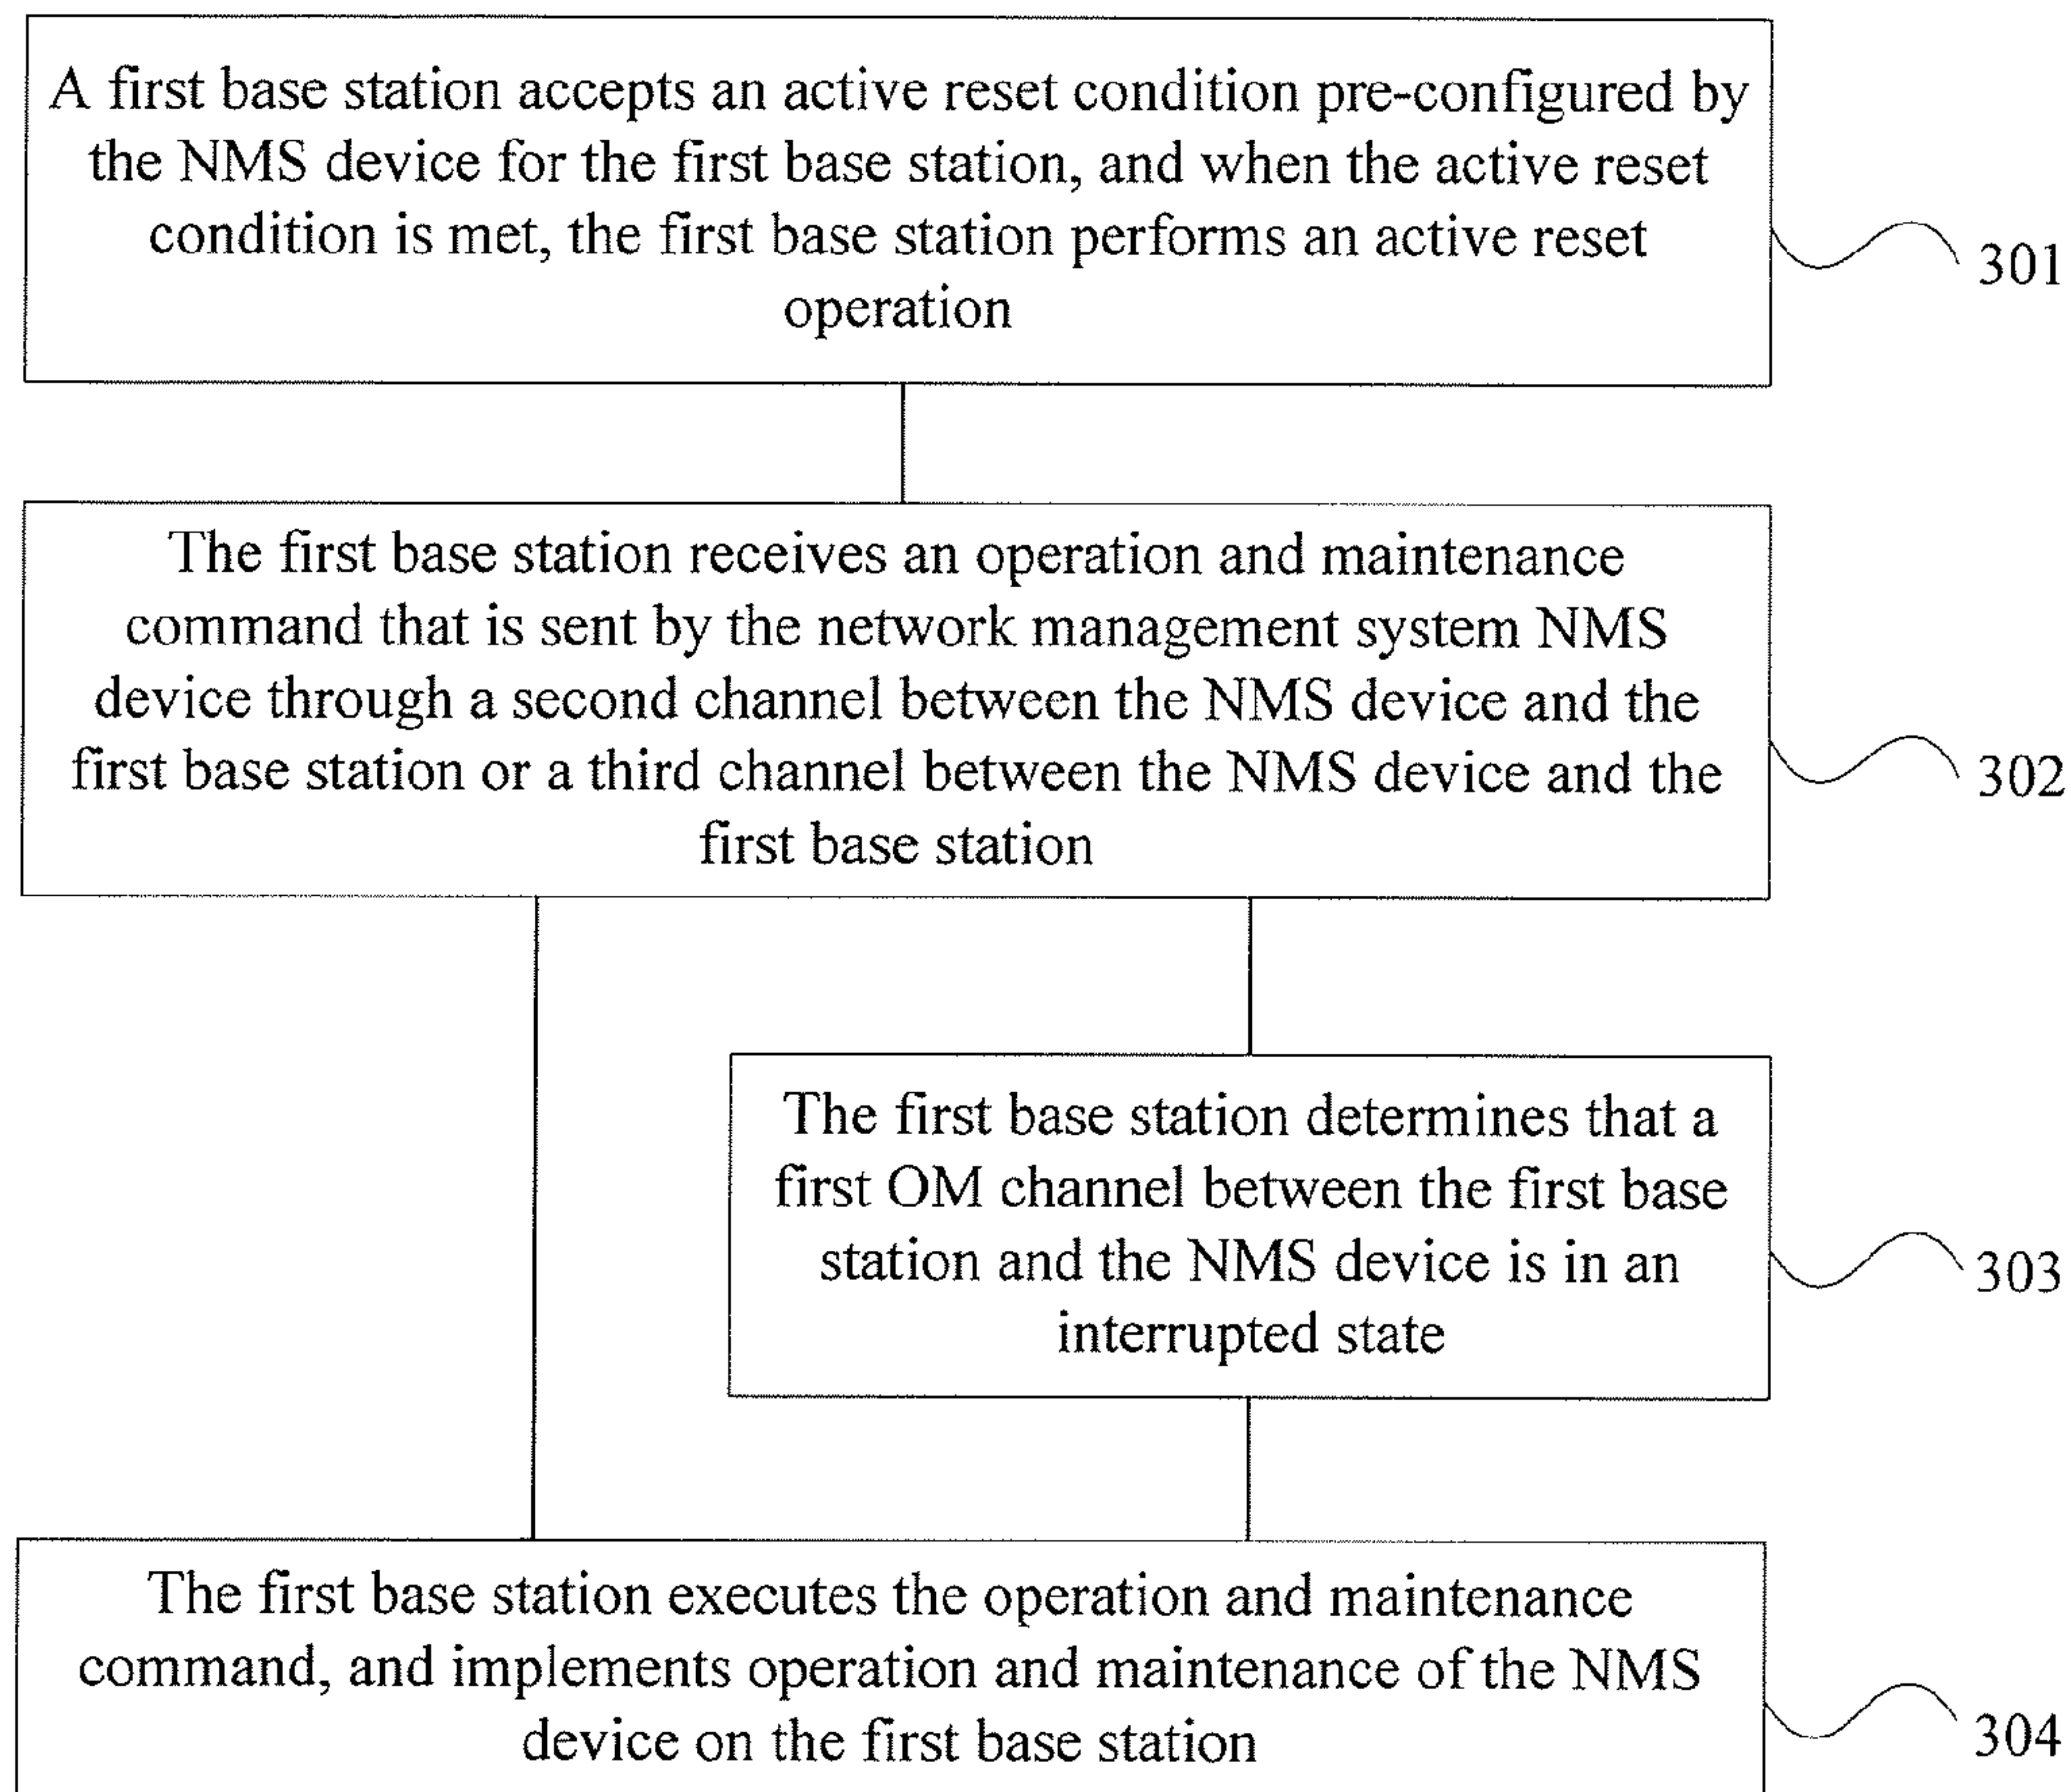 A first base station accepts an active reset condition pre-configured by
the NMS device for the first base station, and when the active reset
condition is met, the first base station performs an active reset
operation
301
The first base station receives an operation and maintenance
command that is sent by the network management system NMS
device through a second channel between the NMS device and the
first base station or a third channel between the NMS device and the
first base station
302
The first base station determines that a
first OM channel between the first base
station and the NMS device is in an
interrupted state
303
The first base station executes the operation and maintenance
command, and implements operation and maintenance of the NMS
device on the first base station
304